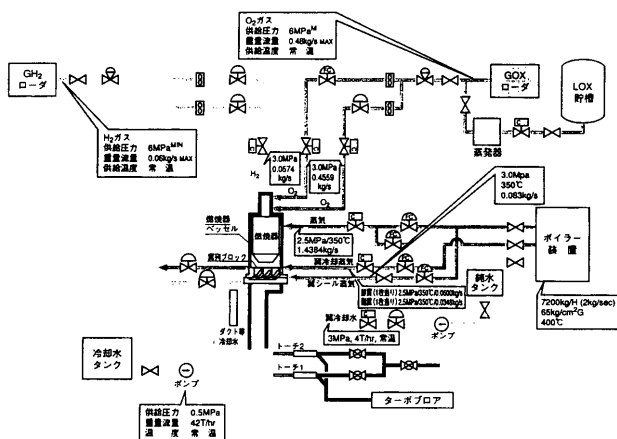 O₂ガス
供給圧力 6MPaᴹ
重量流量 0.48kg/s MAX
供給温度 常 温
GH₂
ローダ
GOX
ローダ
LOX
貯槽
H₂ガス
供給圧力 6MPaᴹᴵᴺ
重量流量 0.06kg/s MAX
供給温度 常 温
蒸発器
3.0MPa
0.0574
kg/s
3.0MPa
0.4559
kg/s
H₂
O₂
O₂
3.0Mpa
350℃
0.083kg/s
燃焼器
ベッセル
燃焼器
蒸気
2.5MPa/350℃
1.4384kg/s
ボイラー
装 置
翼冷却蒸気
翼シール蒸気
純水
タンク
7200kg/H (2kg/sec)
65kg/cm²G
400℃
翼冷却水
3MPa, 4T/hr, 常温
ポンプ
ダクト等
冷却水
冷却水
タンク
ポンプ
トーチ2
トーチ1
ターボブロア
供給圧力 0.5MPa
重量流量 42T/hr
温 度 常 温